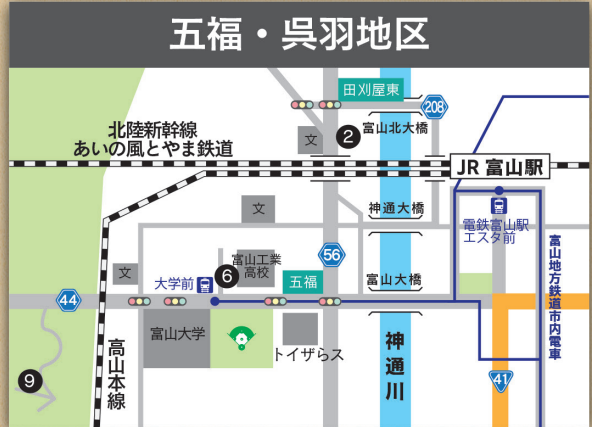 五福・呉羽地区
田刈屋東
208
北陸新幹線
あいの風とやま鉄道
文
2
富山北大橋
JR 富山駅
文
神通大橋
電鉄富山駅
エスタ前
文
大学前
6
富山工業
高校
五福
56
富山大橋
富山地方鉄道市内電車
44
富山大学
トイザらス
神通川
高山本線
9
41